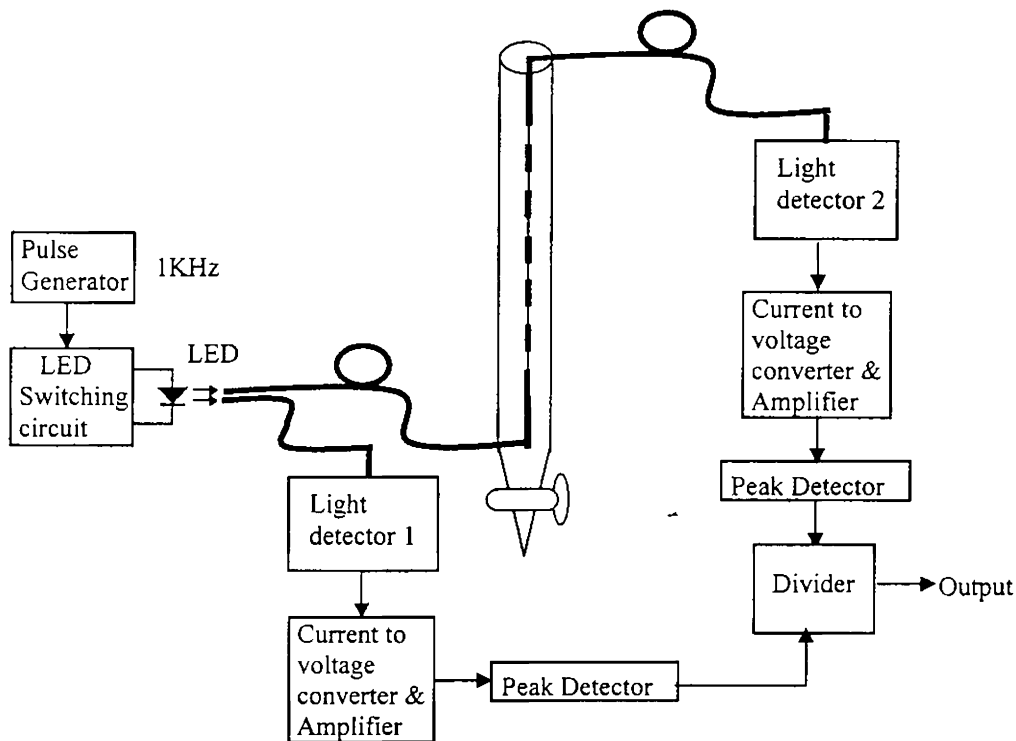 Pulse
Generator
1KHz
LED
Switching
circuit
LED
Light
detector 1
Current to
voltage
converter &
Amplifier
Peak Detector
Light
detector 2
Current to
voltage
converter &
Amplifier
Peak Detector
Divider
Output